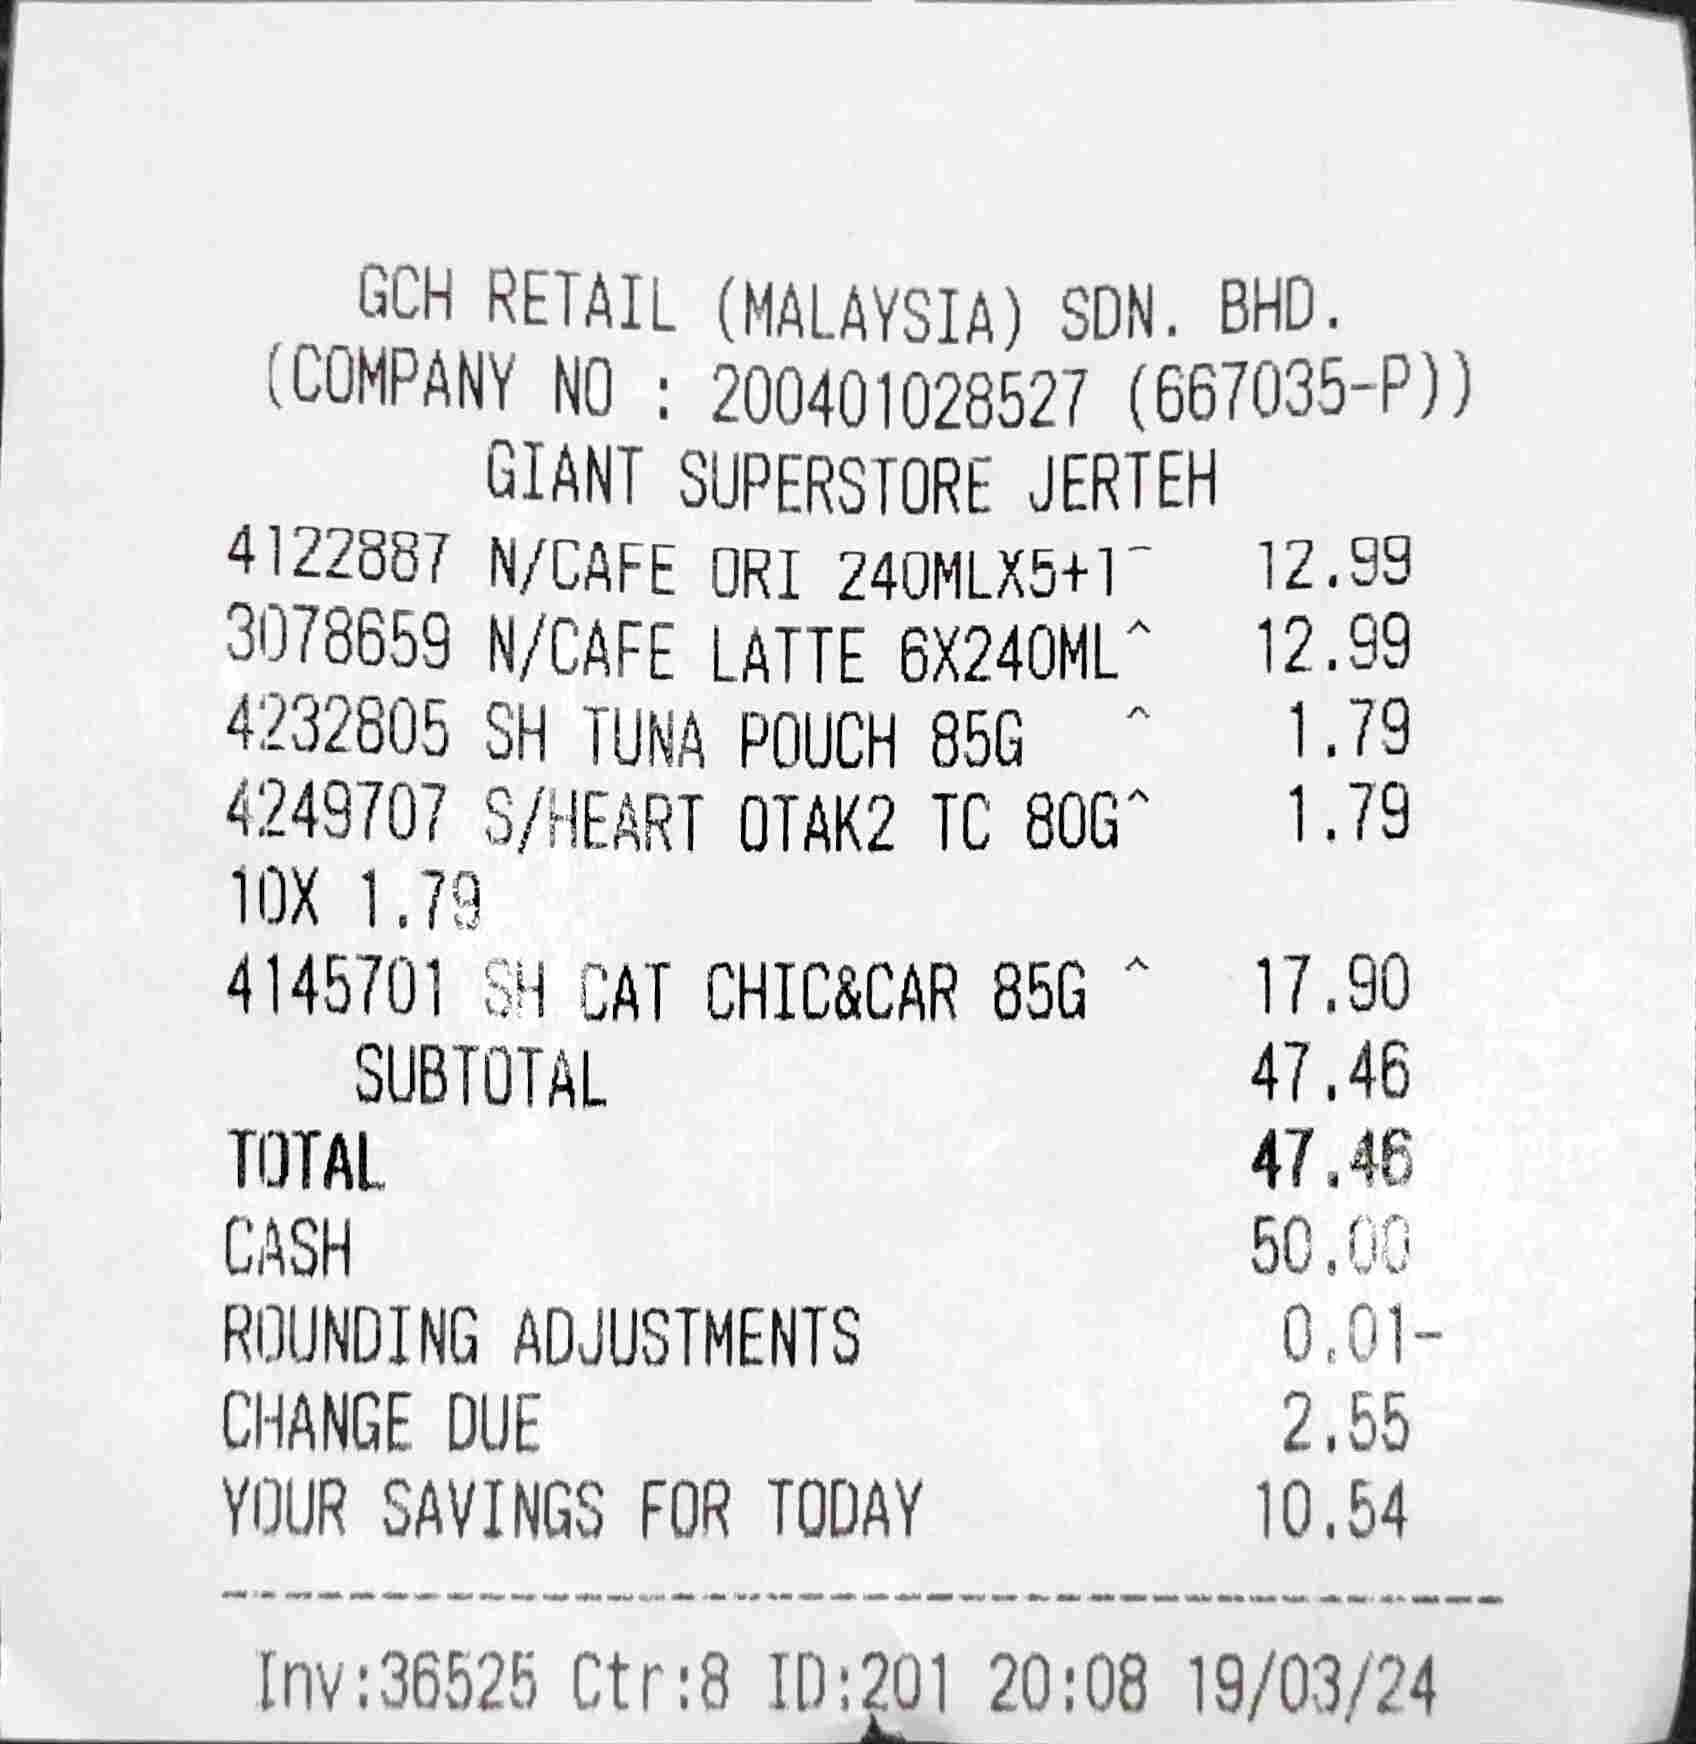 GCH RETAIL (MALAYSIA) SDN. BHD.
(COMPANY NO : 200401028527 (667035-P))
GIANT SUPERSTORE JERTEH
4122887 N/CAFE ORI 240MLX5+1^ 12.99
3078659 N/CAFE LATTE 6X240ML^ 12.99
4232805 SH TUNA POUCH 85G ^ 1.79
4249707 S/HEART OTAK2 TC 80G^ 1.79
10X 1.79
4145701 SH CAT CHIC&CAR 85G ^ 17.90
SUBTOTAL 47.46
TOTAL 47.46
CASH 50.00
ROUNDING ADJUSTMENTS 0.01-
CHANGE DUE 2.55
YOUR SAVINGS FOR TODAY 10.54
Inv:36525 Ctr:8 ID:201 20:08 19/03/24